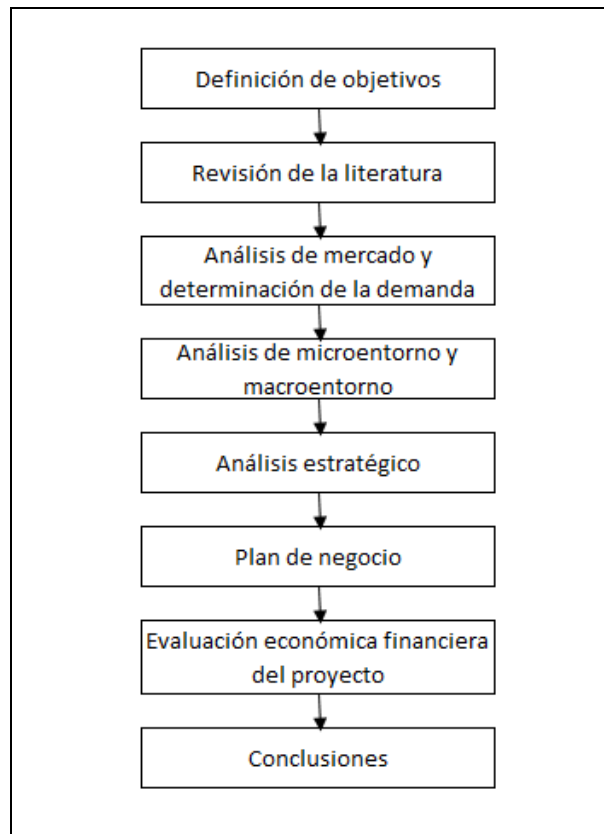 Definición de objetivos
Revisión de la literatura
Análisis de mercado y
determinación de la demanda
Análisis de microentorno y
macroentorno
Análisis estratégico
Plan de negocio
Evaluación económica financiera
del proyecto
Conclusiones